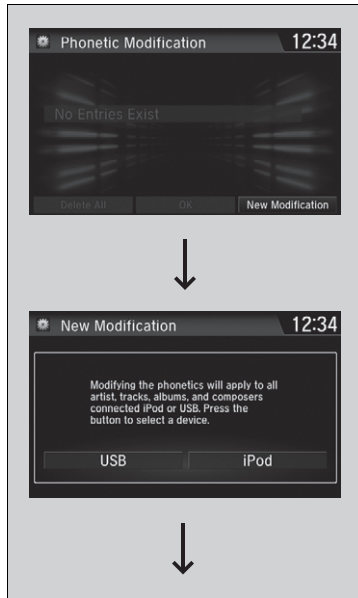 Phonetic Modification 12:34
No Entries Exist
Delete All OK New Modification
New Modification 12:34
Modifying the phonetics will apply to all
artist, tracks, albums, and composers
connected iPod or USB. Press the
button to select a device.
USB iPod